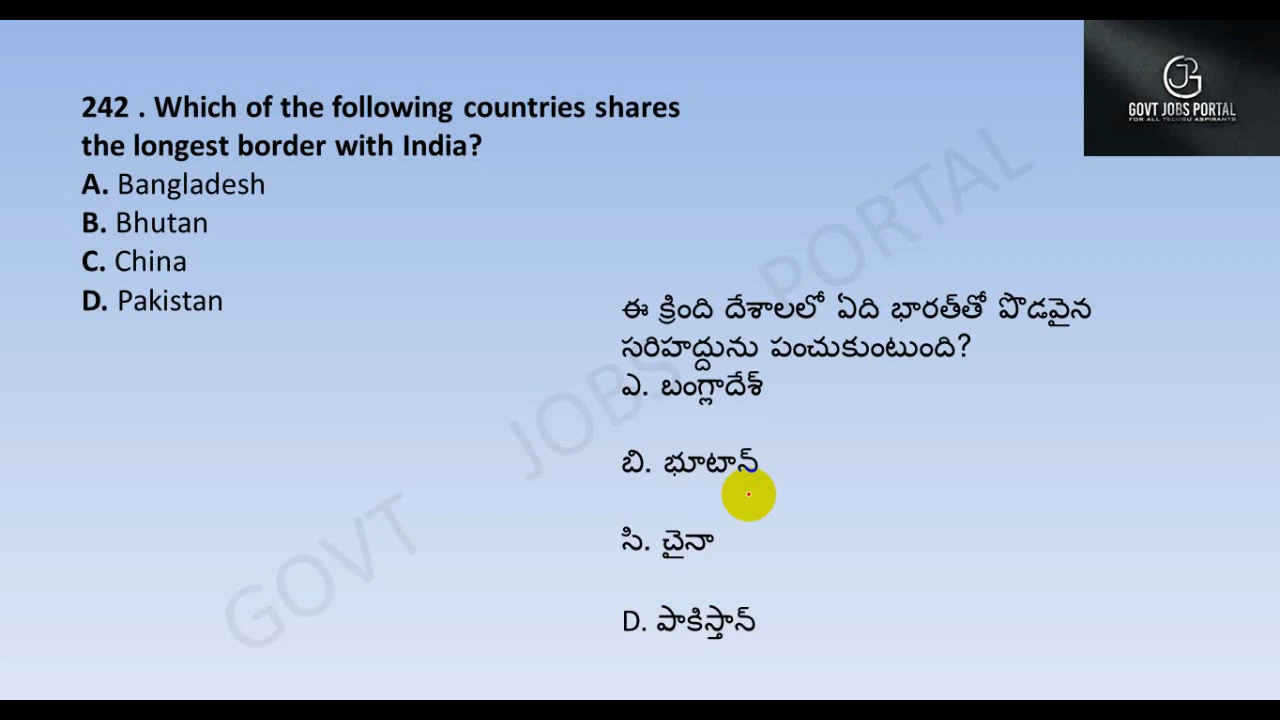 GOVT JOBS PORTAL
FOR ALL TELUGU ASPIRANTS
242 . Which of the following countries shares
the longest border with India?
A. Bangladesh
B. Bhutan
C. China
D. Pakistan
ఈ క్రింది దేశాలలో ఏది భారత్‌తో పొడవైన
సరిహద్దును పంచుకుంటుంది?
ఎ. బంగ్లాదేశ్
బి. భూటాన్
సి. చైనా
D. పాకిస్తాన్
GOVT JOBS PORTAL